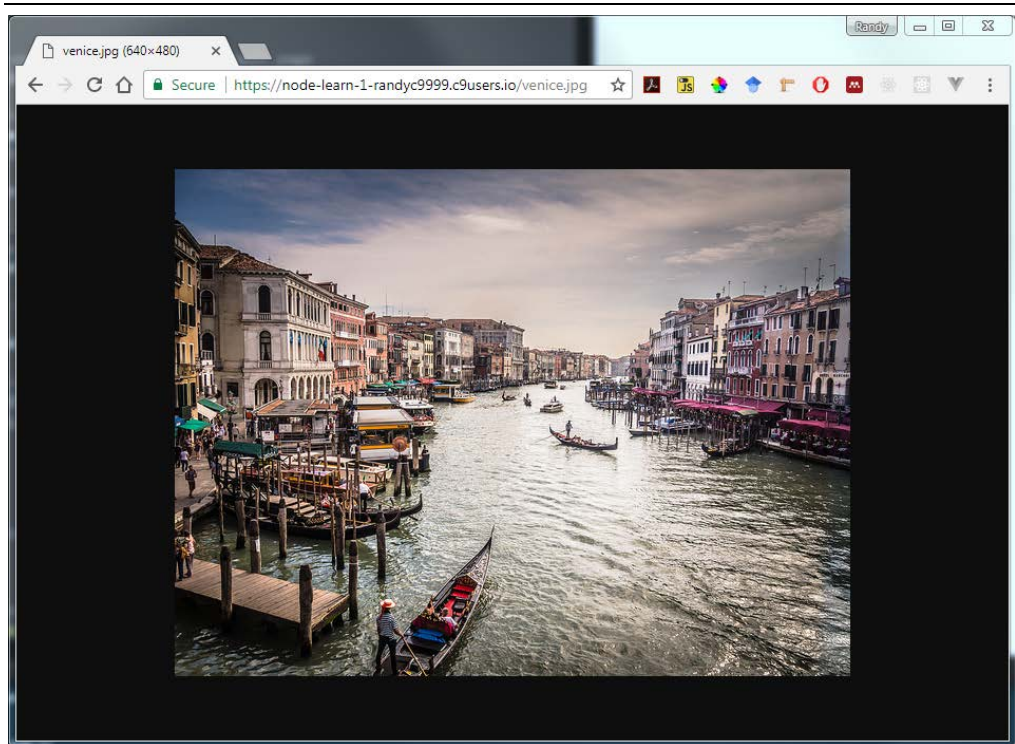 Randy
venice.jpg (640×480)
Secure
https://node-learn-1-randyc9999.c9users.io/venice.jpg
JS